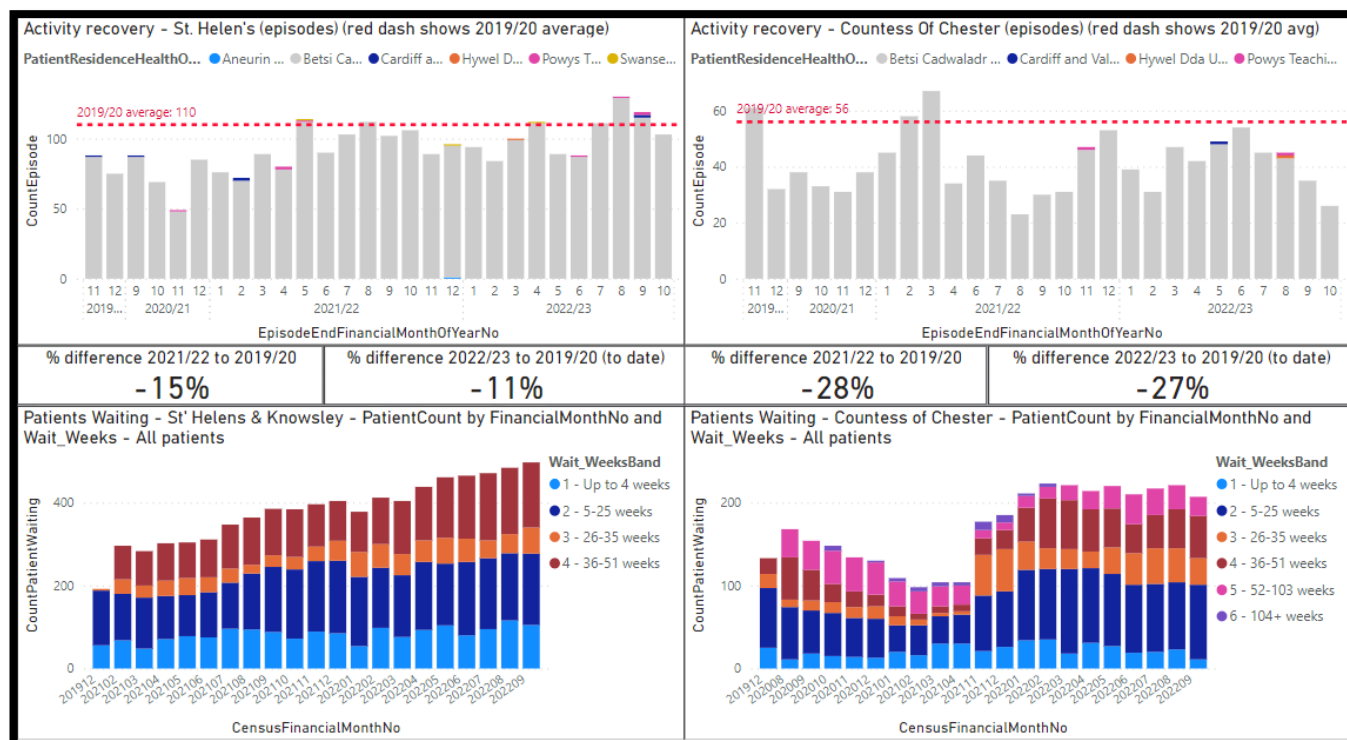 Activity recovery - St. Helen's (episodes) (red dash shows 2019/20 average)
PatientResidenceHealthO... Aneurin ... Betsi Ca... Cardiff a... Hywel D... Powys T... Swanse...
2019/20 average: 110
CountEpisode
100
50
0
11 12 9 10 11 12 1 2 3 4 5 6 7 8 9 10 11 12 1 2 3 4 5 6 7 8 9 10
2019... 2020/21 2021/22 2022/23
EpisodeEndFinancialMonthOfYearNo
Activity recovery - Countess Of Chester (episodes) (red dash shows 2019/20 avg)
PatientResidenceHealthO... Betsi Cadwaladr ... Cardiff and Val... Hywel Dda U... Powys Teachi...
2019/20 average: 56
CountEpisode
60
40
20
0
11 12 9 10 11 12 1 2 3 4 5 6 7 8 9 10 11 12 1 2 3 4 5 6 7 8 9 10
2019... 2020/21 2021/22 2022/23
EpisodeEndFinancialMonthOfYearNo
% difference 2021/22 to 2019/20
-15%
% difference 2022/23 to 2019/20 (to date)
-11%
% difference 2021/22 to 2019/20
-28%
% difference 2022/23 to 2019/20 (to date)
-27%
Patients Waiting - St' Helens & Knowsley - PatientCount by FinancialMonthNo and
Wait_Weeks - All patients
Wait_WeeksBand
1 - Up to 4 weeks
2 - 5-25 weeks
3 - 26-35 weeks
4 - 36-51 weeks
CountPatientWaiting
400
200
0
201912 202102 202103 202104 202105 202106 202107 202108 202109 202110 202111 202112 202201 202202 202203 202204 202205 202206 202207 202208 202209
CensusFinancialMonthNo
Patients Waiting - Countess of Chester - PatientCount by FinancialMonthNo and
Wait_Weeks - All patients
Wait_WeeksBand
1 - Up to 4 weeks
2 - 5-25 weeks
3 - 26-35 weeks
4 - 36-51 weeks
5 - 52-103 weeks
6 - 104+ weeks
CountPatientWaiting
200
100
0
201912 202008 202009 202010 202011 202012 202101 202102 202103 202104 202111 202112 202201 202202 202203 202204 202205 202206 202207 202208 202209
CensusFinancialMonthNo